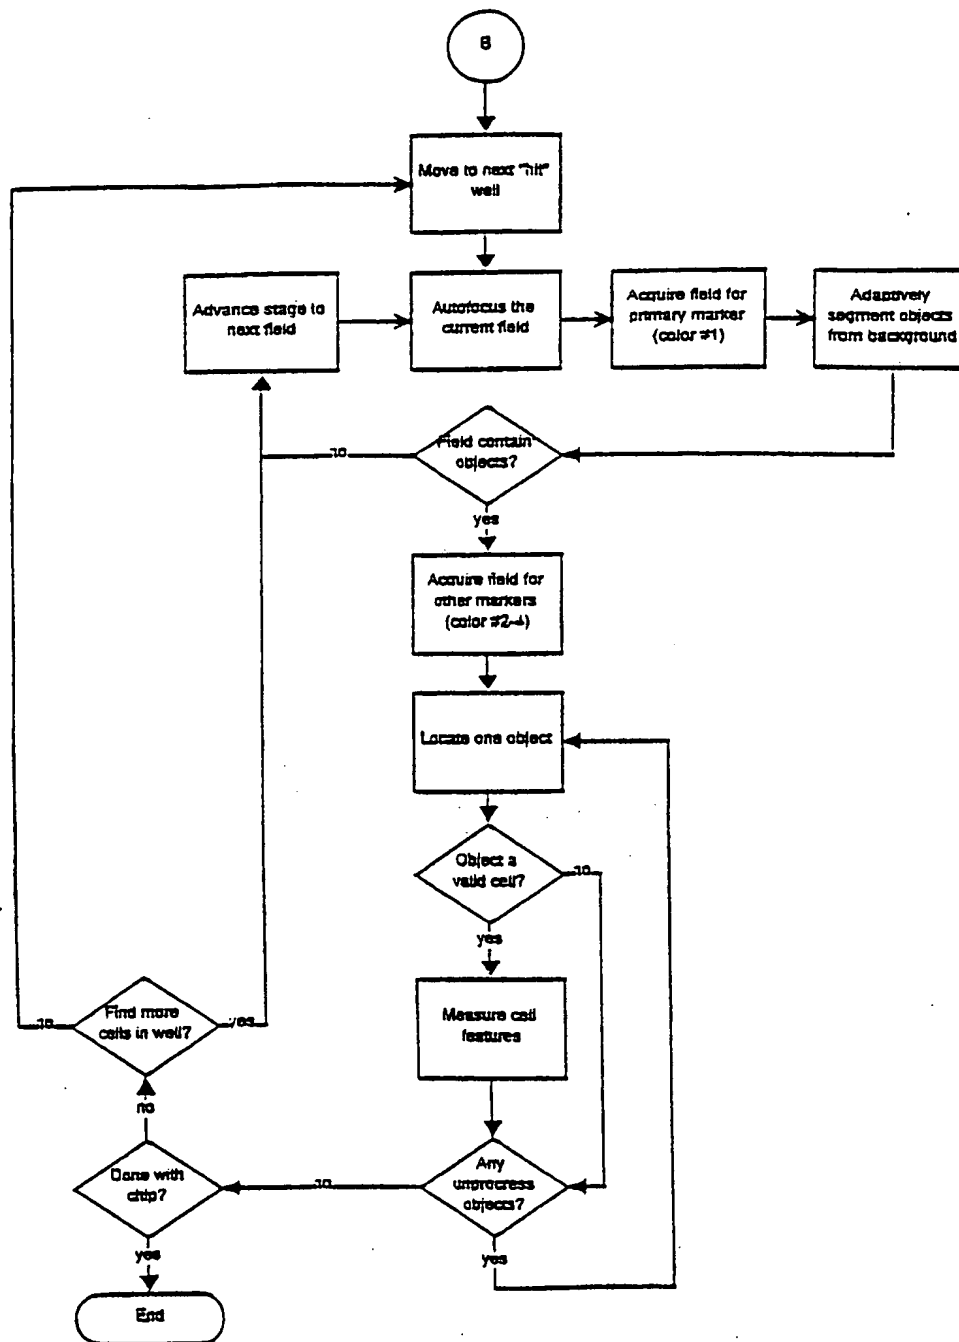 B
Move to next "hit"
well
Advance stage to
next field
Autofocus the
current field
Acquire field for
primary marker
(color #1)
Adaptively
segment objects
from background
Field contain
objects?
no
yes
Acquire field for
other markers
(color #2-4)
Locate one object
Object a
valid cell?
no
yes
Measure cell
features
Find more
cells in well?
no
yes
no
Done with
chip?
no
Any
unprocess
objects?
yes
yes
End